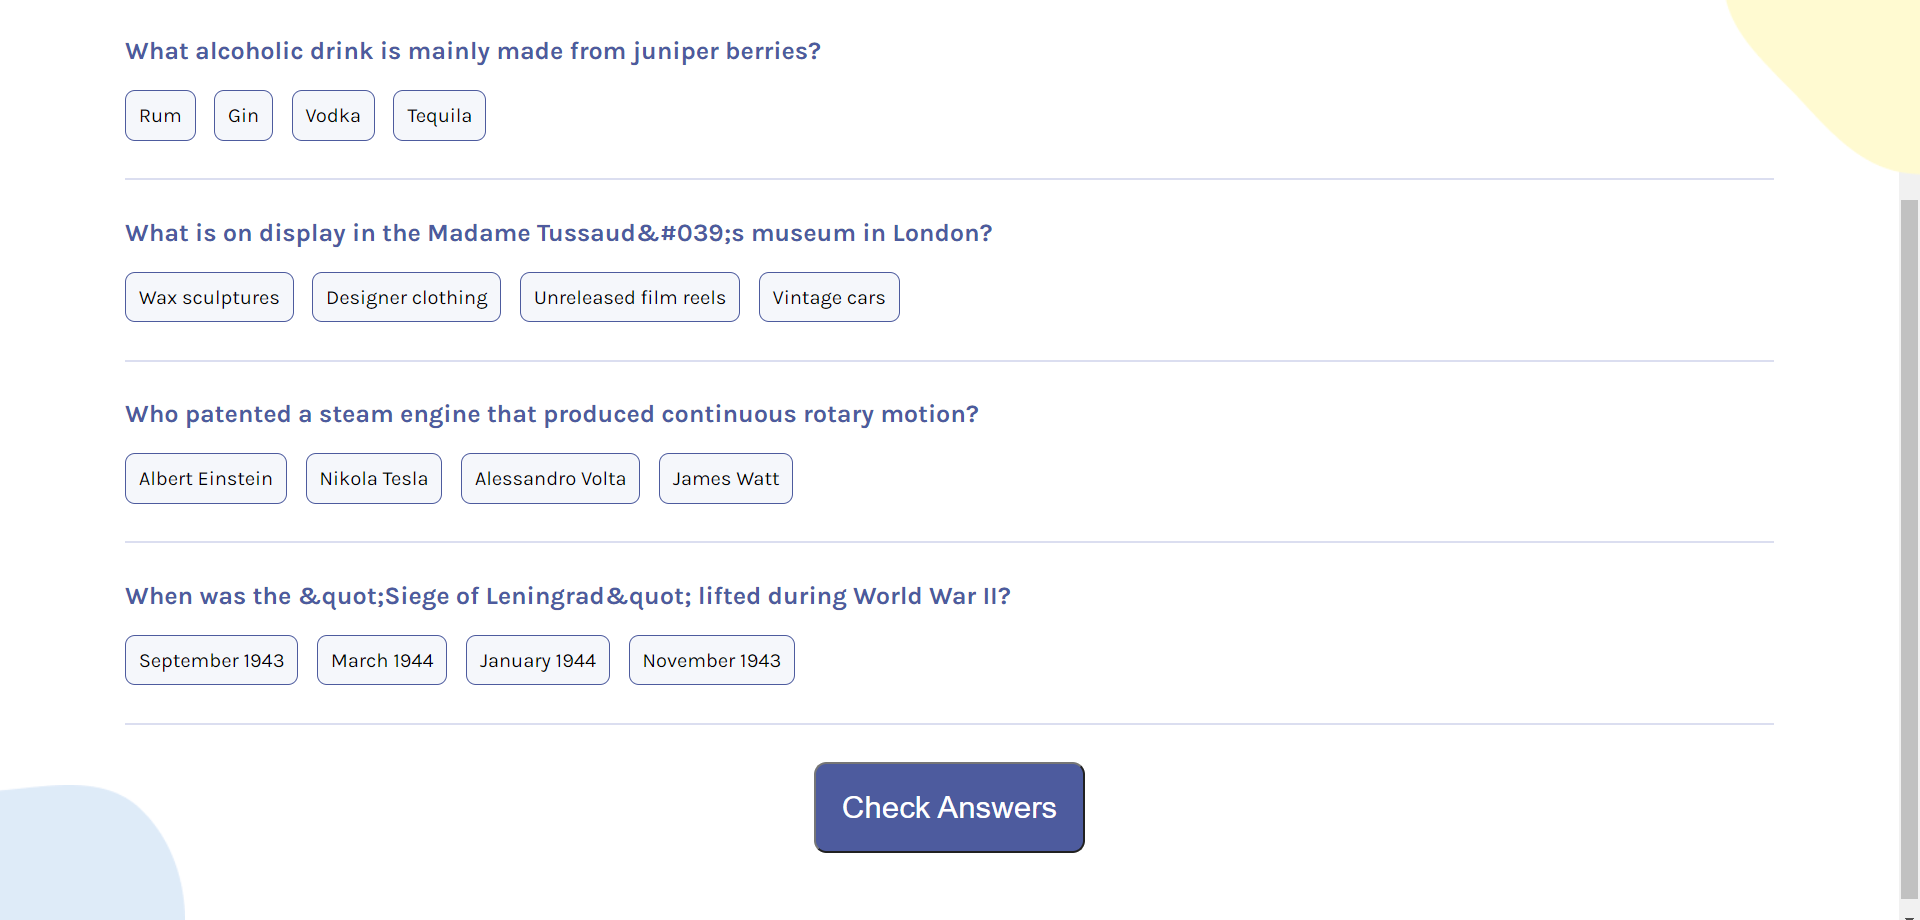 What alcoholic drink is mainly made from juniper berries?
Rum Gin Vodka Tequila
What is on display in the Madame Tussaud&#039;s museum in London?
Wax sculptures Designer clothing Unreleased film reels Vintage cars
Who patented a steam engine that produced continuous rotary motion?
Albert Einstein Nikola Tesla Alessandro Volta James Watt
When was the &quot;Siege of Leningrad&quot; lifted during World War II?
September 1943 March 1944 January 1944 November 1943
Check Answers